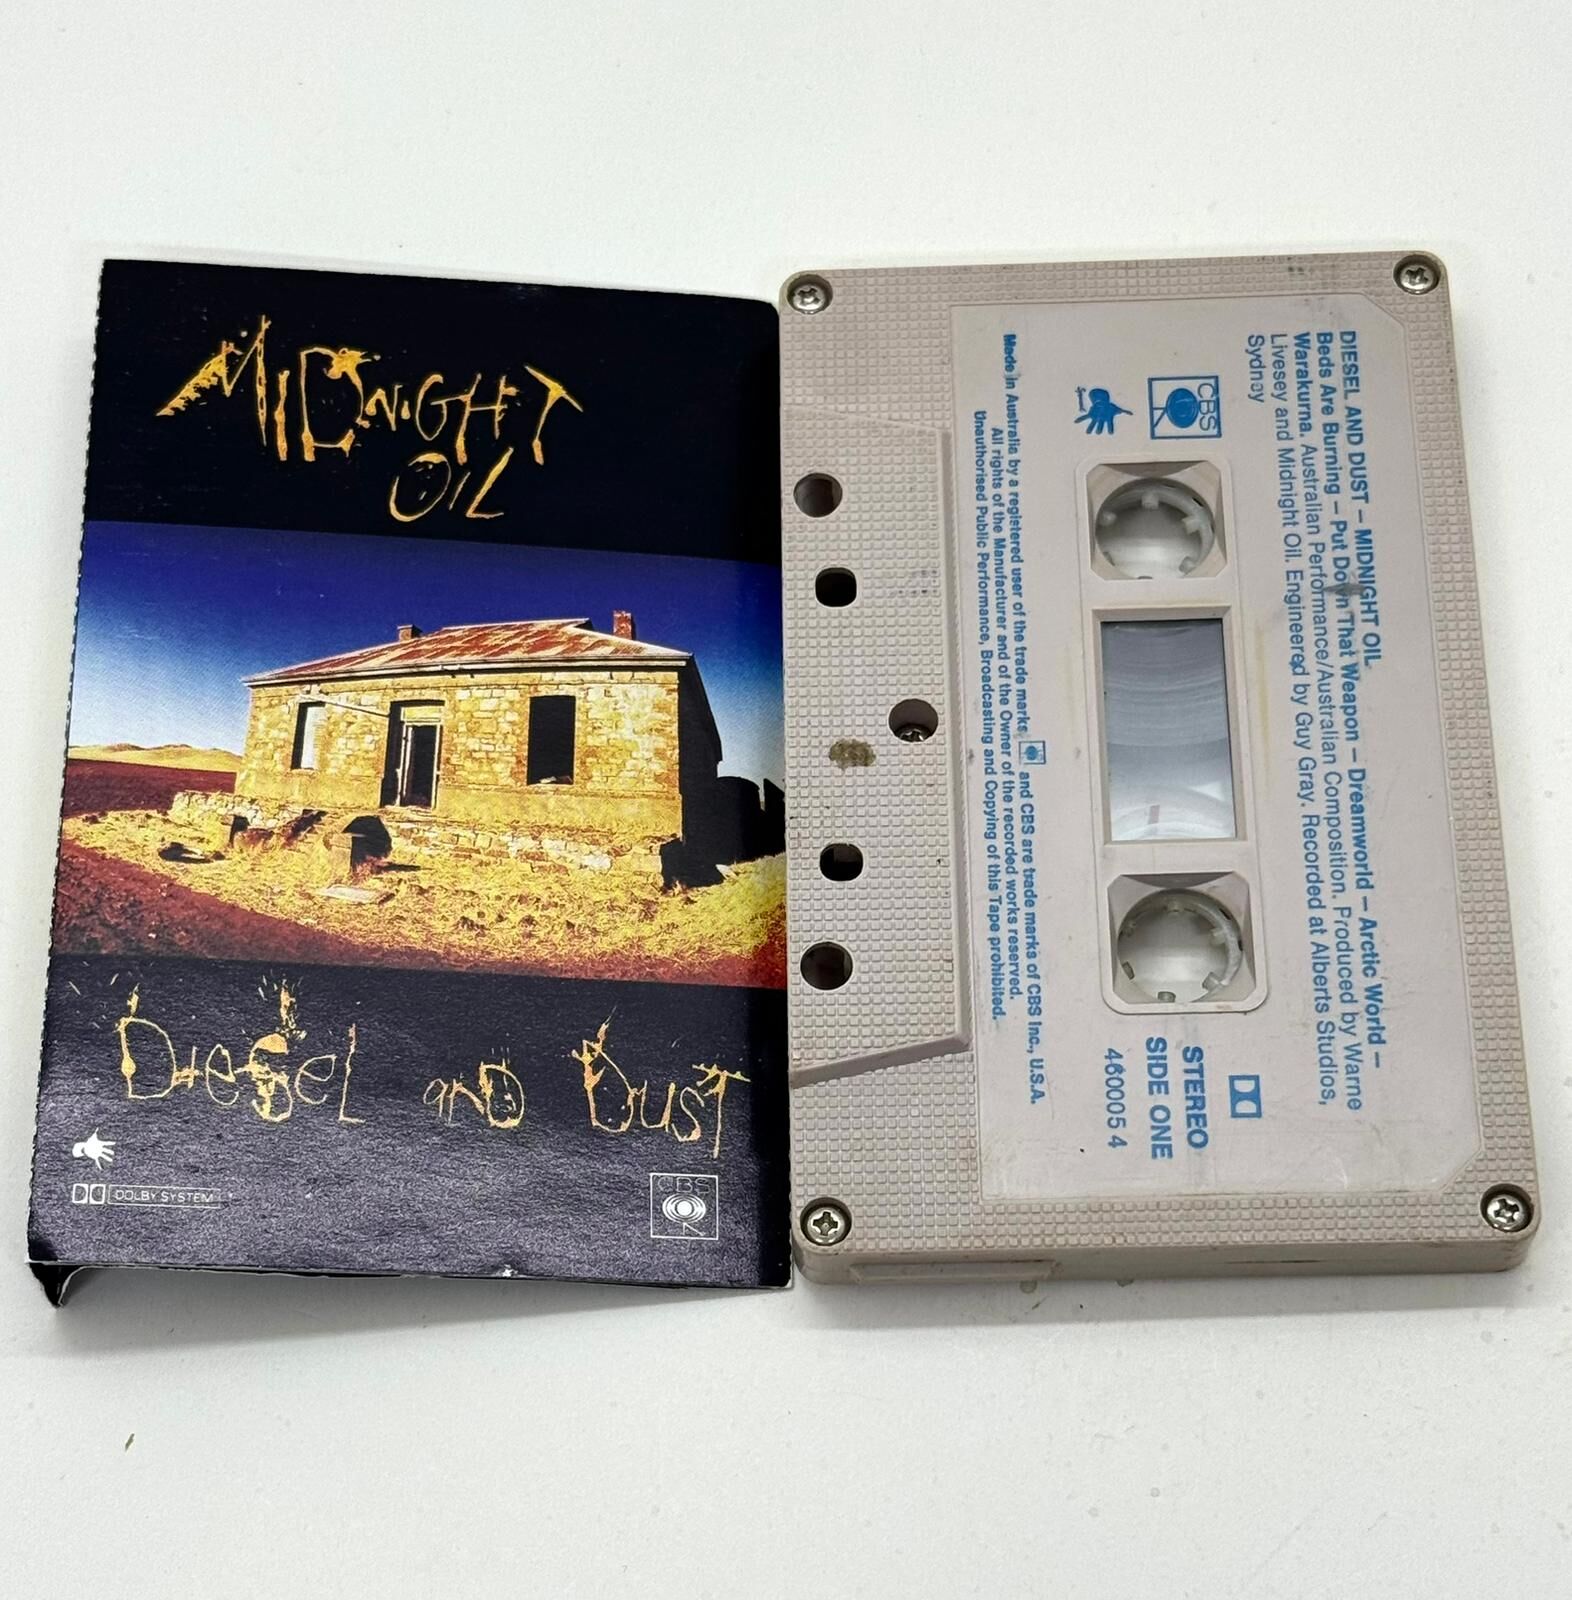 MIDNIGHT
OIL
Diesel AND Dust
DOLBY SYSTEM
CBS
DIESEL AND DUST – MIDNIGHT OIL
Beds Are Burning – Put Down That Weapon – Dreamworld – Arctic World –
Warakurna. Australian Performance/Australian Composition. Produced by Warne
Livesey and Midnight Oil. Engineered by Guy Gray. Recorded at Alberts Studios,
Sydney
CBS
STEREO
SIDE ONE
460005 4
Made in Australia by a registered user of the trade marks and CBS are trade marks of CBS Inc., U.S.A.
All rights of the Manufacturer and of the Owner of the recorded works reserved.
Unauthorised Public Performance, Broadcasting and Copying of this Tape prohibited.